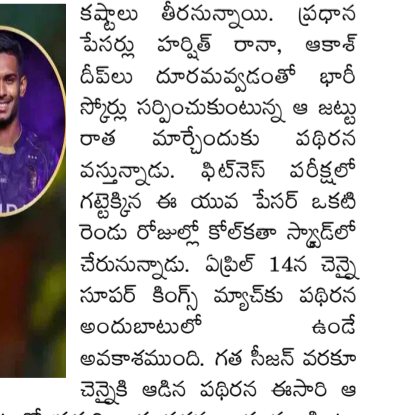 కష్టాలు తీరనున్నాయి. ప్రధాన
పేసర్లు హర్షిత్ రానా, ఆకాశ్
దీప్‌లు దూరమవ్వడంతో భారీ
స్కోర్లు సర్పించుకుంటున్న ఆ జట్టు
రాత మార్చేందుకు పథిరన
వస్తున్నాడు. ఫిట్‌నెస్ పరీక్షలో
గట్టెక్కిన ఈ యువ పేసర్ ఒకటి
రెండు రోజుల్లో కోల్‌కతా స్క్వాడ్‌లో
చేరునున్నాడు. ఏప్రిల్ 14న చెన్నై
సూపర్ కింగ్స్ మ్యాచ్‌కు పథిరన
అందుబాటులో ఉండే
అవకాశముంది. గత సీజన్ వరకూ
చెన్నైకి ఆడిన పథిరన ఈసారి ఆ